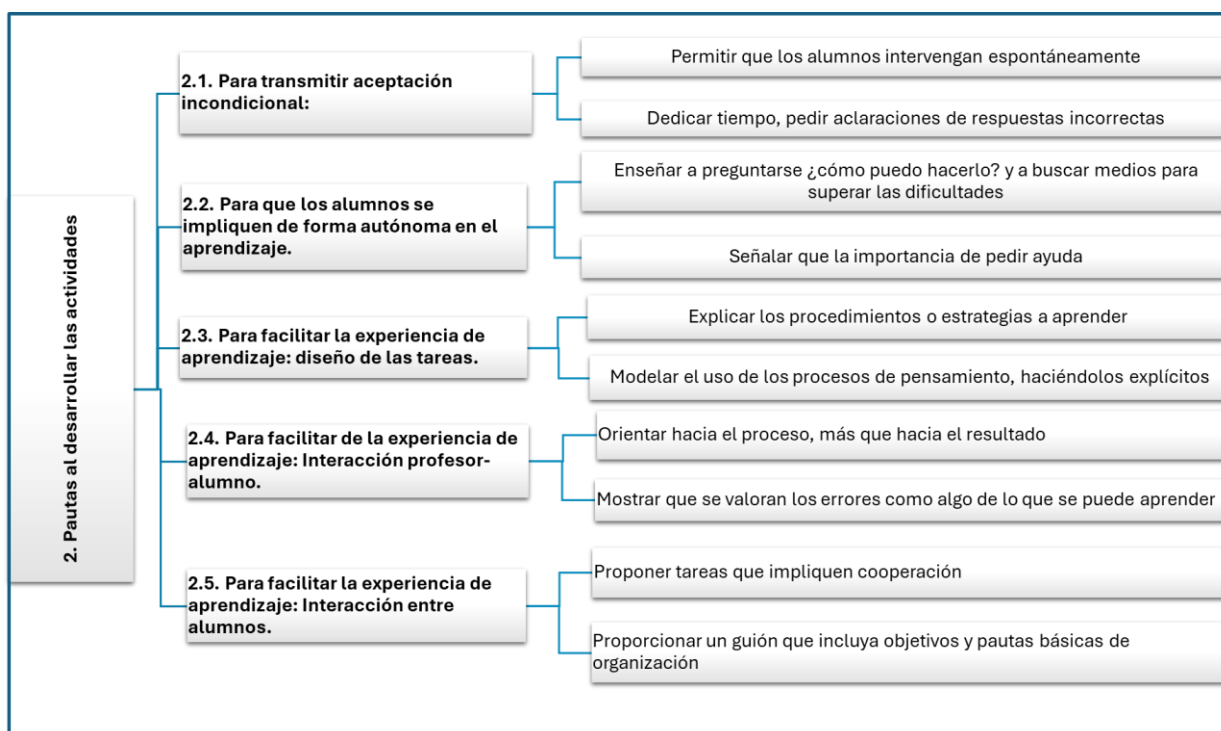 2. Pautas al desarrollar las actividades
2.1. Para transmitir aceptación
incondicional:
Permitir que los alumnos intervengan espontáneamente
Dedicar tiempo, pedir aclaraciones de respuestas incorrectas
2.2. Para que los alumnos se
impliquen de forma autónoma en el
aprendizaje.
Enseñar a preguntarse ¿cómo puedo hacerlo? y a buscar medios para
superar las dificultades
Señalar que la importancia de pedir ayuda
2.3. Para facilitar la experiencia de
aprendizaje: diseño de las tareas.
Explicar los procedimientos o estrategias a aprender
Modelar el uso de los procesos de pensamiento, haciéndolos explícitos
2.4. Para facilitar de la experiencia de
aprendizaje: Interacción profesor-
alumno.
Orientar hacia el proceso, más que hacia el resultado
Mostrar que se valoran los errores como algo de lo que se puede aprender
2.5. Para facilitar la experiencia de
aprendizaje: Interacción entre
alumnos.
Proponer tareas que impliquen cooperación
Proporcionar un guión que incluya objetivos y pautas básicas de
organización